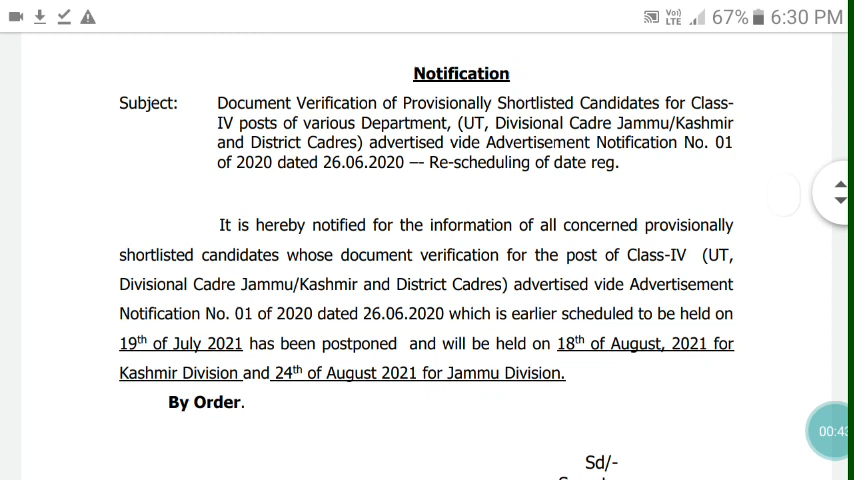 Vo))
LTE 67% 6:30 PM
Notification
Subject: Document Verification of Provisionally Shortlisted Candidates for Class-
IV posts of various Department, (UT, Divisional Cadre Jammu/Kashmir
and District Cadres) advertised vide Advertisement Notification No. 01
of 2020 dated 26.06.2020 –- Re-scheduling of date reg.
It is hereby notified for the information of all concerned provisionally
shortlisted candidates whose document verification for the post of Class-IV (UT,
Divisional Cadre Jammu/Kashmir and District Cadres) advertised vide Advertisement
Notification No. 01 of 2020 dated 26.06.2020 which is earlier scheduled to be held on
19th of July 2021 has been postponed and will be held on 18th of August, 2021 for
Kashmir Division and 24th of August 2021 for Jammu Division.
By Order.
00:43
Sd/-